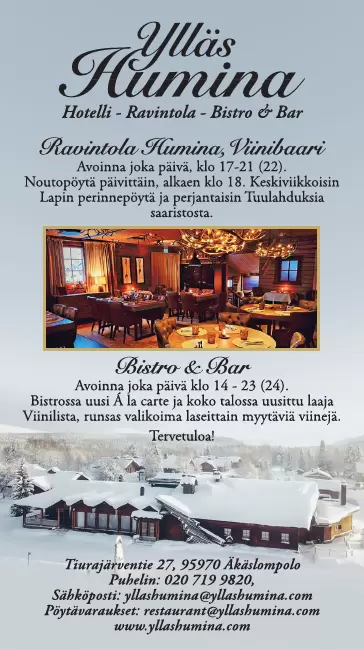 Ylläs
Humina
Hotelli - Ravintola - Bistro & Bar
Ravintola Humina, Viinibaari
Avoinna joka päivä, klo 17-21 (22).
Noutopöytä päivittäin, alkaen klo 18. Keskiviikkoisin
Lapin perinnepöytä ja perjantaisin Tuulahduksia
saaristosta.
Bistro & Bar
Avoinna joka päivä klo 14 - 23 (24).
Bistrossa uusi Á la carte ja koko talossa uusittu laaja
Viinilista, runsas valikoima laseittain myytäviä viinejä.
Tervetuloa!
Tiurajärventie 27, 95970 Äkäslompolo
Puhelin: 020 719 9820,
Sähköposti: yllashumina@yllashumina.com
Pöytävaraukset: restaurant@yllashumina.com
www.yllashumina.com